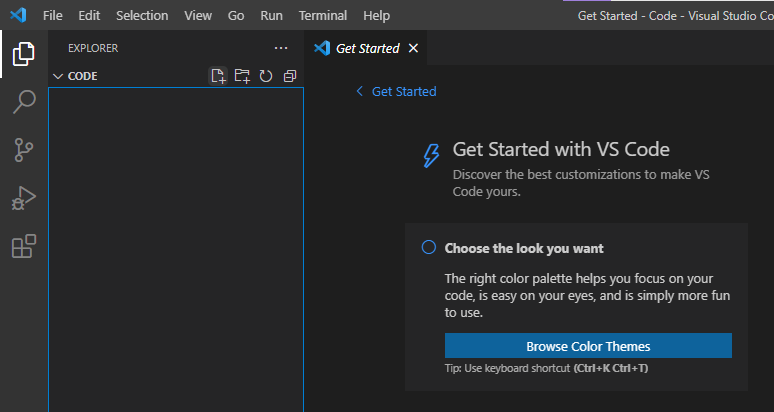 File Edit Selection View Go Run Terminal Help Get Started - Code - Visual Studio Co
EXPLORER ···
Get Started
CODE
Get Started
Get Started with VS Code
Discover the best customizations to make VS
Code yours.
Choose the look you want
The right color palette helps you focus on your
code, is easy on your eyes, and is simply more fun
to use.
Browse Color Themes
Tip: Use keyboard shortcut (Ctrl+K Ctrl+T)